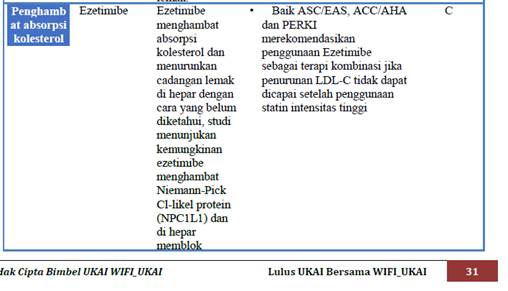 Penghamb
at absorpsi
kolesterol
Ezetimibe
Ezetimibe
menghambat
absorpsi
kolesterol dan
menurunkan
cadangan lemak
di hepar dengan
cara yang belum
diketahui, studi
menunjukan
kemungkinan
ezetimibe
menghambat
Niemann-Pick
Cl-likel protein
(NPC1L1) dan
di hepar
memblok
• Baik ASC/EAS, ACC/AHA
dan PERKI
merekomendasikan
penggunaan Ezetimibe
sebagai terapi kombinasi jika
penurunan LDL-C tidak dapat
dicapai setelah penggunaan
statin intensitas tinggi
C
Hak Cipta Bimbel UKAI WIFI_UKAI
Lulus UKAI Bersama WIFI_UKAI
31